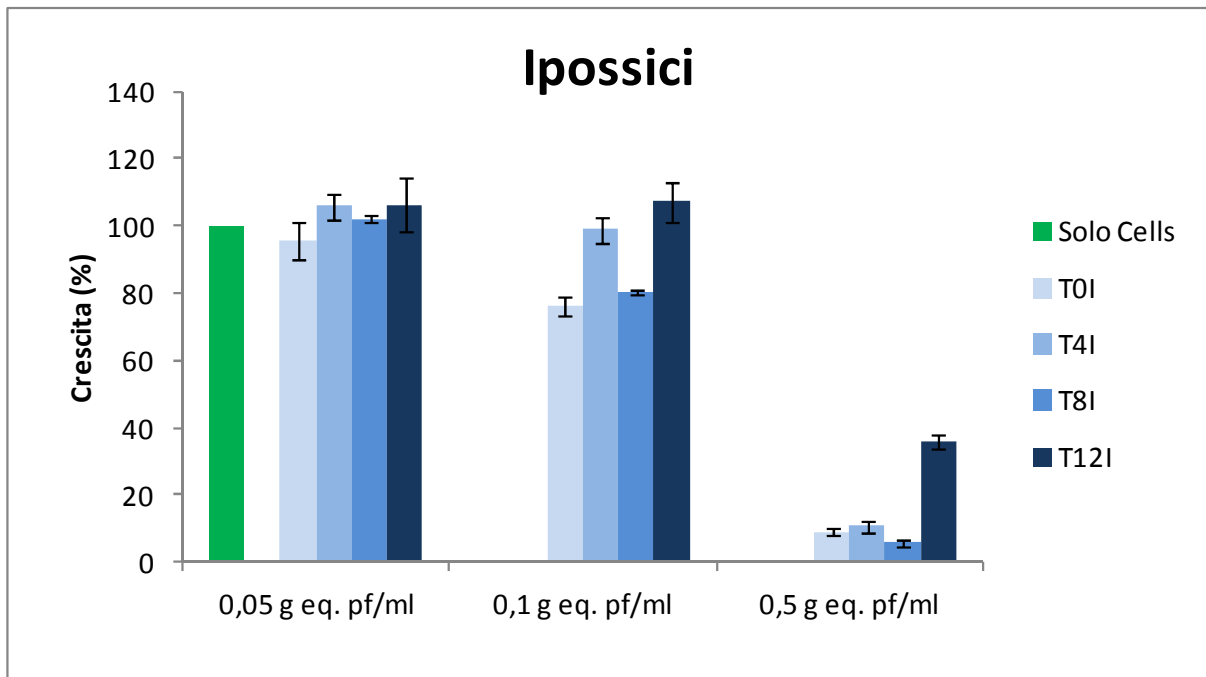 Ipossici
Crescita (%)
140
120
100
80
60
40
20
0
0,05 g eq. pf/ml
0,1 g eq. pf/ml
0,5 g eq. pf/ml
Solo Cells
T0I
T4I
T8I
T12I